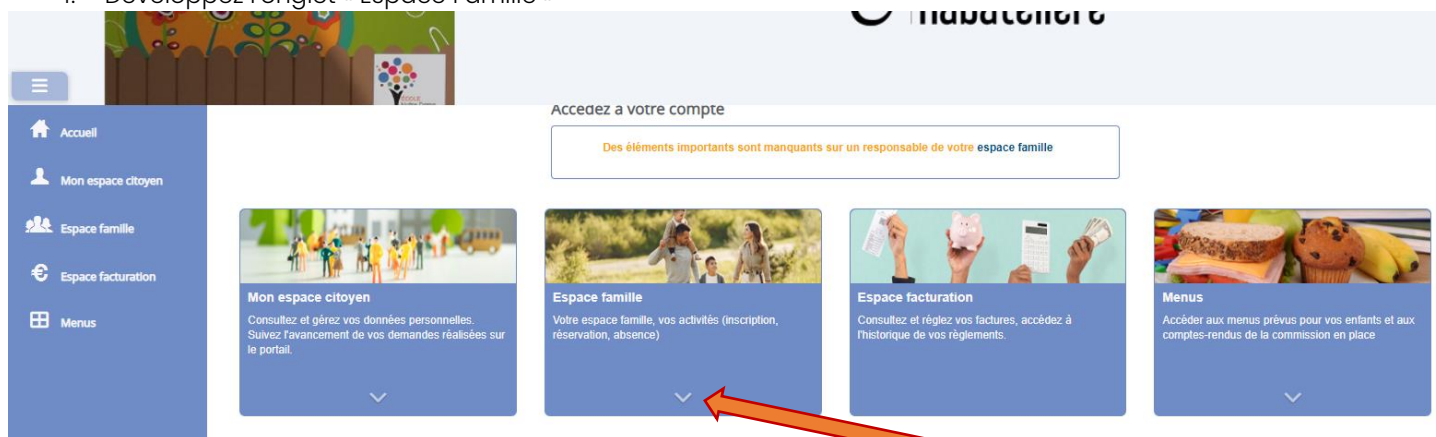 Développez l'onglet « Espace Famille »
Accédez à votre compte
Des éléments importants sont manquants sur un responsable de votre espace famille
Accueil
Mon espace citoyen
Espace famille
Espace facturation
Menus
Mon espace citoyen
Consultez et gérez vos données personnelles.
Suivez l'avancement de vos demandes réalisées sur
le portail.
Espace famille
Votre espace famille, vos activités (inscription,
réservation, absence)
Espace facturation
Consultez et réglez vos factures, accédez à
l'historique de vos règlements.
Menus
Accéder aux menus prévus pour vos enfants et aux
comptes-rendus de la commission en place